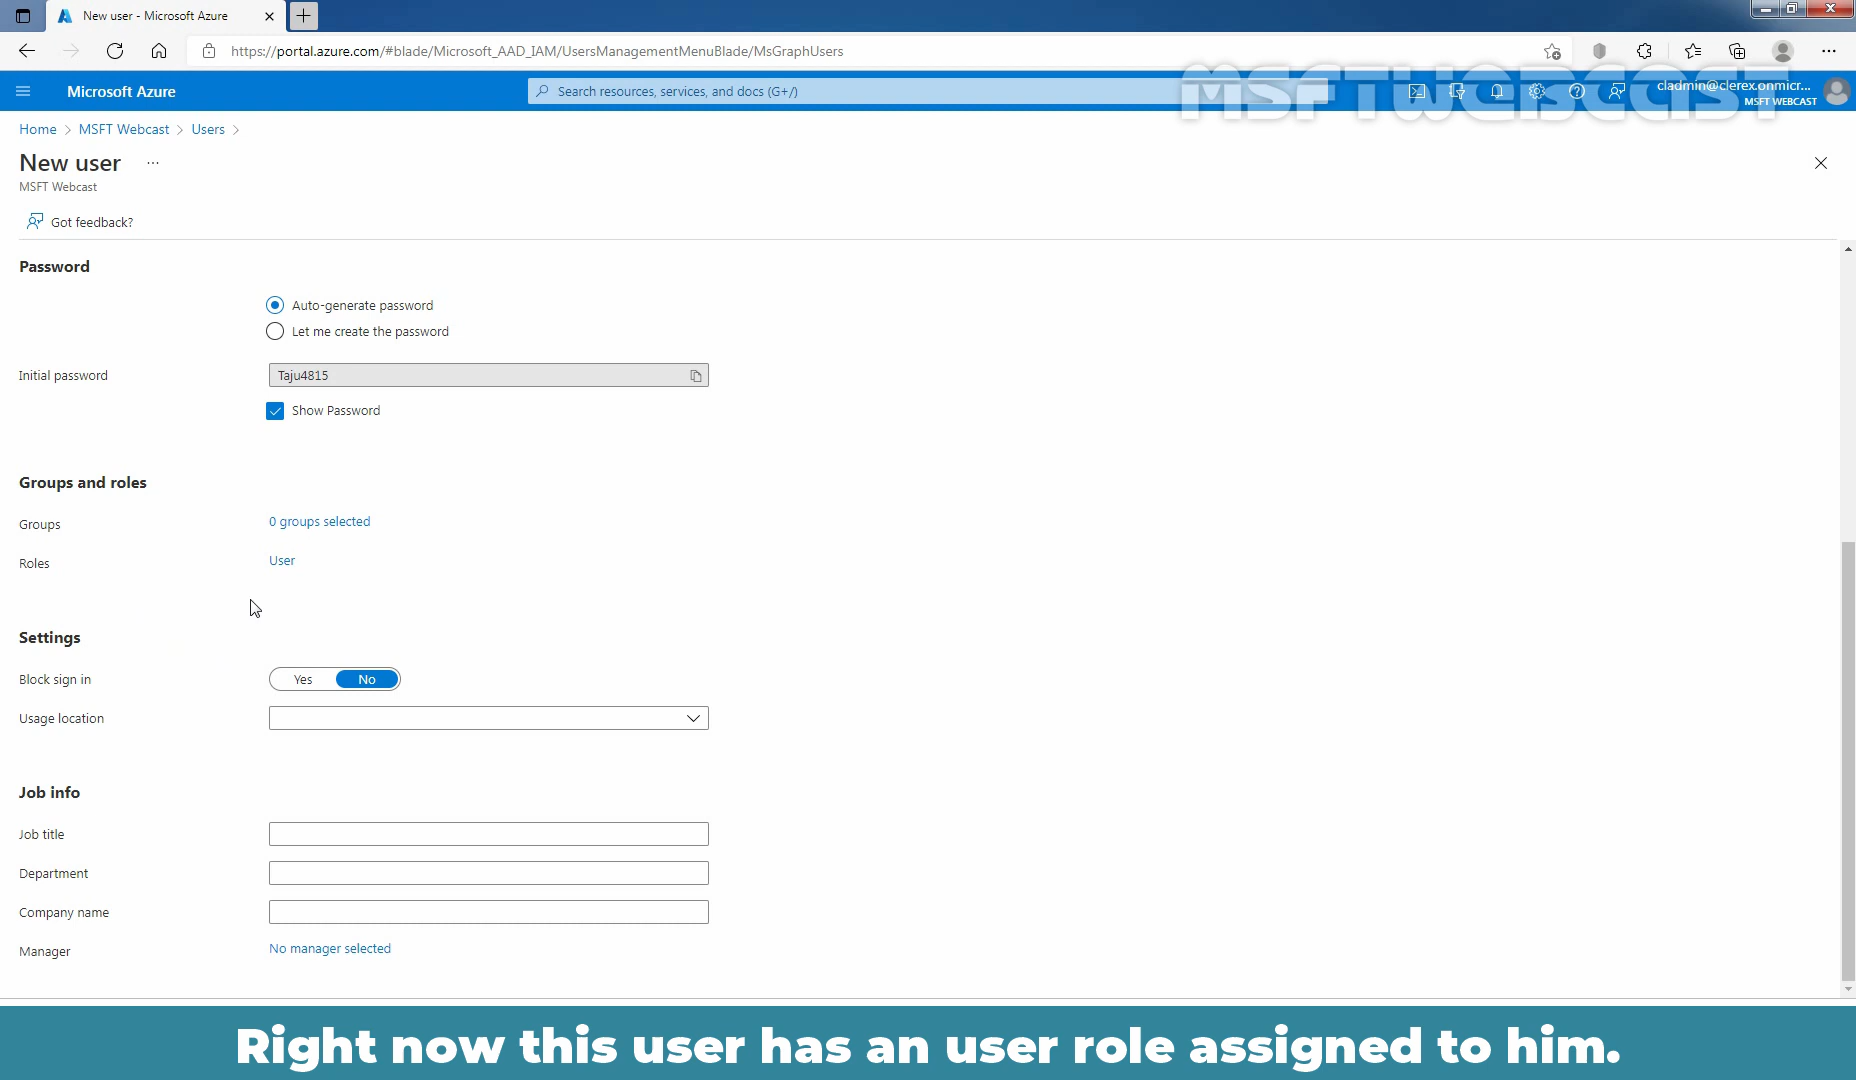 New user - Microsoft Azure
https://portal.azure.com/#blade/Microsoft_AAD_IAM/UsersManagementMenuBlade/MsGraphUsers
Microsoft Azure
Search resources, services, and docs (G+/)
cladmin@clerex.onmicr...
MSFT WEBCAST
MSFTWEBCAST
Home > MSFT Webcast > Users >
New user ...
MSFT Webcast
Got feedback?
Password
Auto-generate password
Let me create the password
Initial password Taju4815
Show Password
Groups and roles
Groups 0 groups selected
Roles User
Settings
Block sign in Yes No
Usage location
Job info
Job title
Department
Company name
Manager No manager selected
Right now this user has an user role assigned to him.